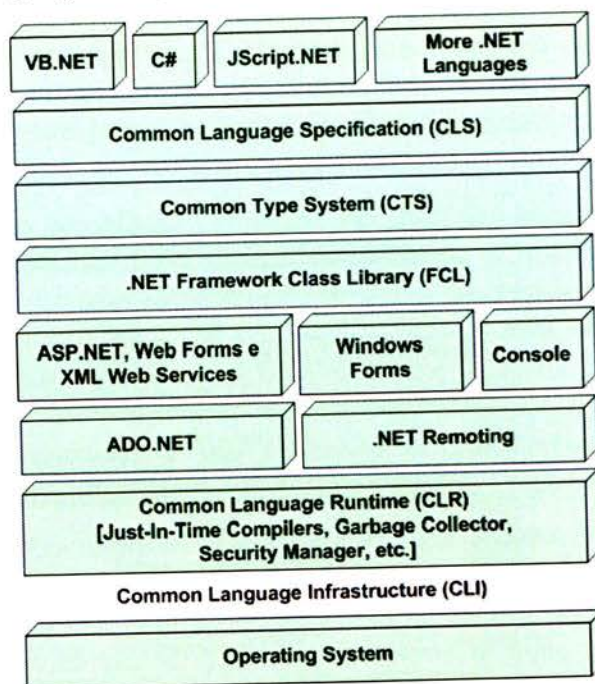 VB.NET
C#
JScript.NET
More .NET
Languages
Common Language Specification (CLS)
Common Type System (CTS)
.NET Framework Class Library (FCL)
ASP.NET, Web Forms e
XML Web Services
Windows
Forms
Console
ADO.NET
.NET Remoting
Common Language Runtime (CLR)
[Just-In-Time Compilers, Garbage Collector,
Security Manager, etc.]
Common Language Infrastructure (CLI)
Operating System